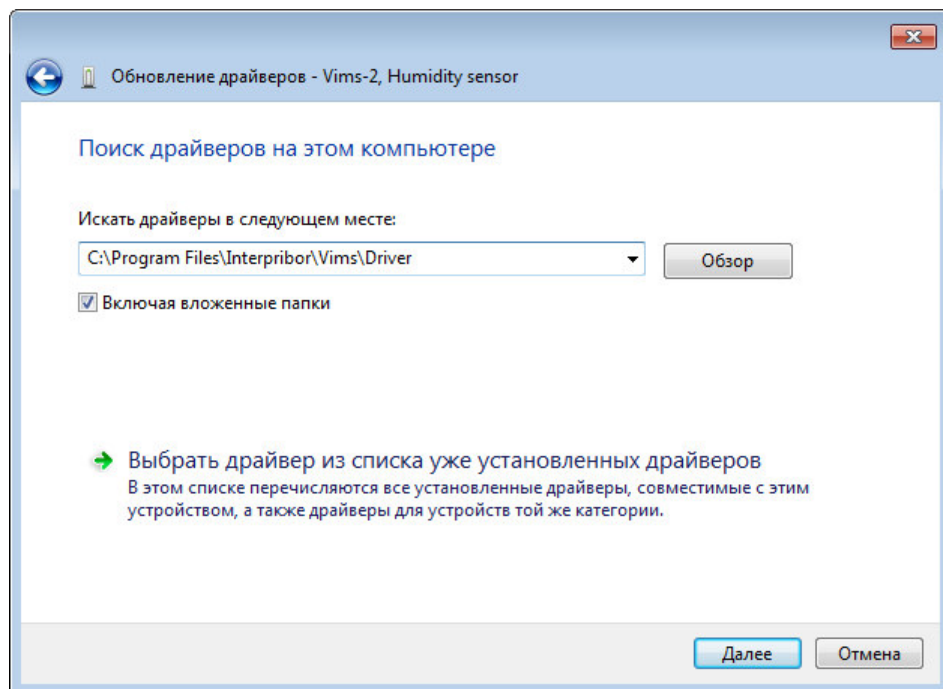 Обновление драйверов - Vims-2, Humidity sensor
Поиск драйверов на этом компьютере
Искать драйверы в следующем месте:
C:\Program Files\Interpribor\Vims\Driver
Обзор
Включая вложенные папки
Выбрать драйвер из списка уже установленных драйверов
В этом списке перечисляются все установленные драйверы, совместимые с этим
устройством, а также драйверы для устройств той же категории.
Далее
Отмена